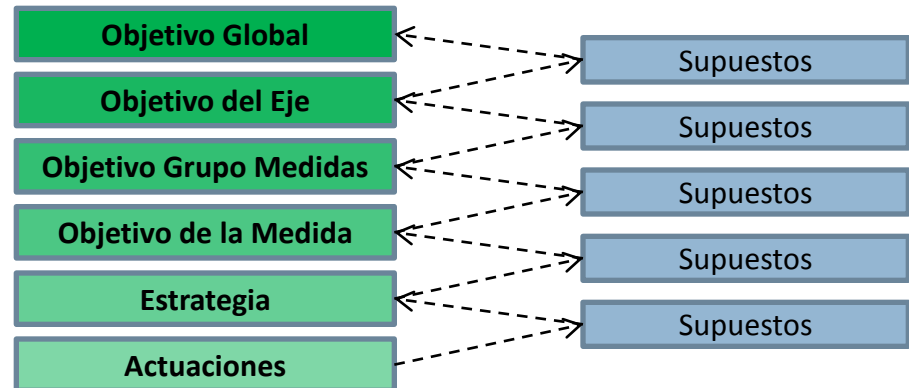 Objetivo Global
Supuestos
Objetivo del Eje
Supuestos
Objetivo Grupo Medidas
Supuestos
Objetivo de la Medida
Supuestos
Estrategia
Supuestos
Actuaciones